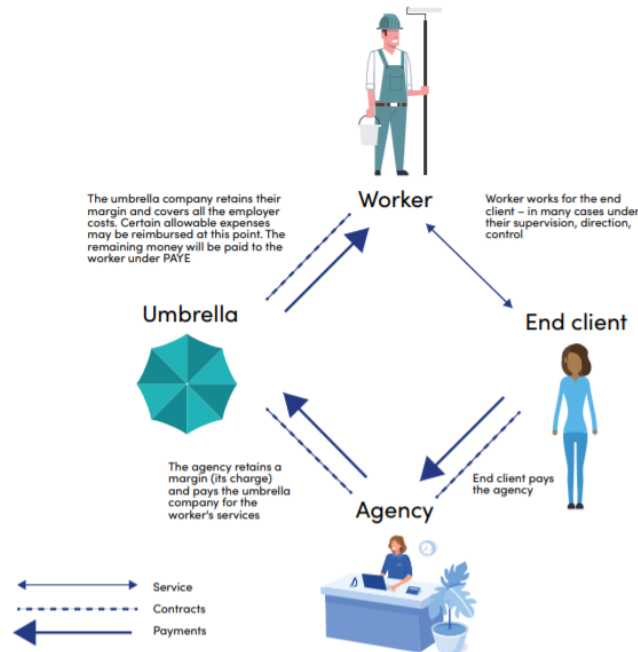 Worker
The umbrella company retains their
margin and covers all the employer
costs. Certain allowable expenses
may be reimbursed at this point. The
remaining money will be paid to the
worker under PAYE
Worker works for the end
client – in many cases under
their supervision, direction,
control
Umbrella
End client
The agency retains a
margin (its charge)
and pays the umbrella
company for the
worker's services
End client pays
the agency
Agency
Service
Contracts
Payments